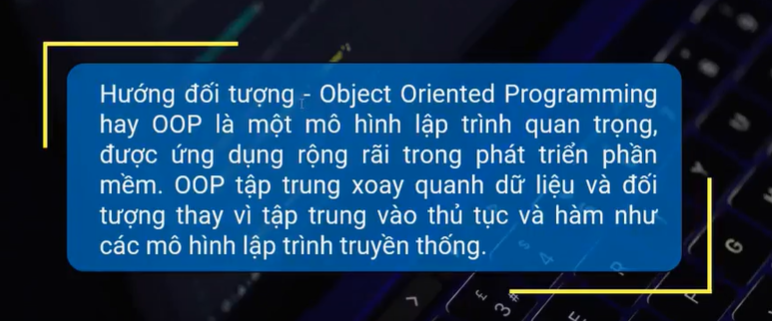 Hướng đối tượng - Object Oriented Programming
hay OOP là một mô hình lập trình quan trọng,
được ứng dụng rộng rãi trong phát triển phần
mềm. OOP tập trung xoay quanh dữ liệu và đối
tượng thay vì tập trung vào thủ tục và hàm như
các mô hình lập trình truyền thống.